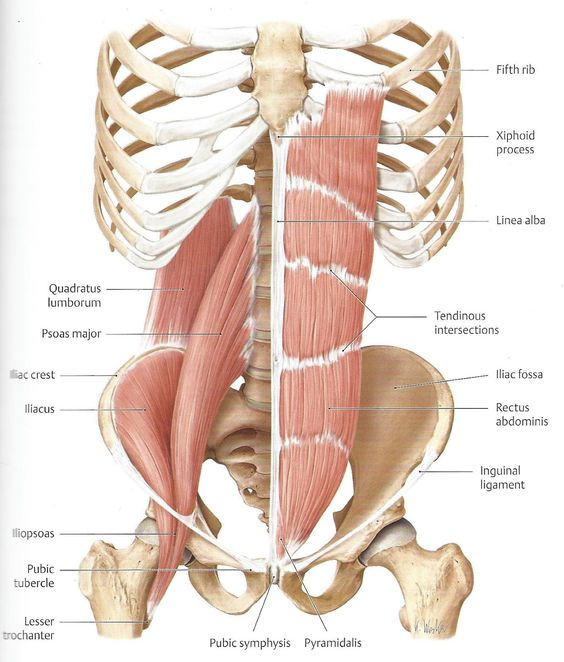 Fifth rib
Xiphoid
process
Linea alba
Quadratus
lumborum
Psoas major
Tendinous
intersections
Iliac crest
Iliac fossa
Iliacus
Rectus
abdominis
Inguinal
ligament
Iliopsoas
Pubic
tubercle
Lesser
trochanter
Pubic symphysis
Pyramidalis